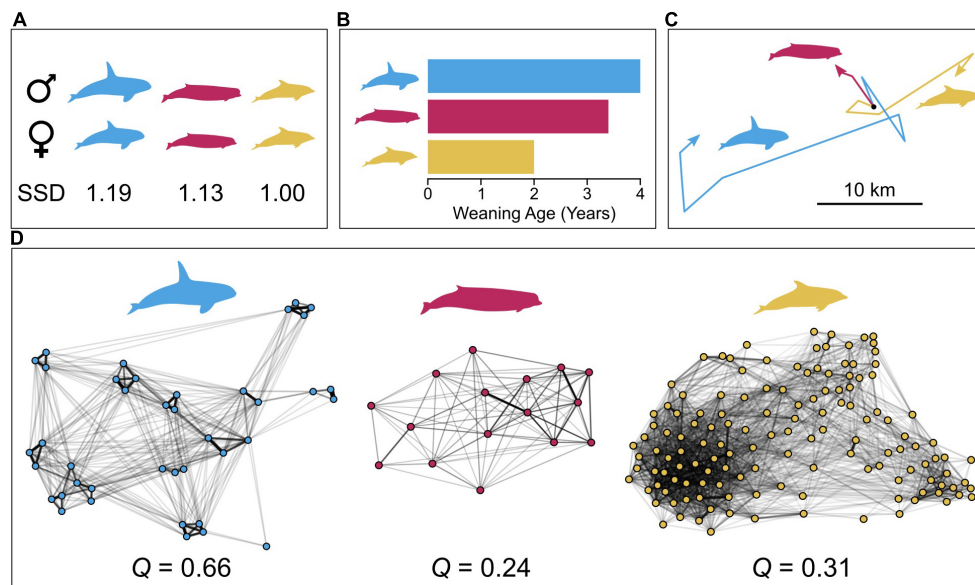 A
♂
♀
SSD 1.19 1.13 1.00
B
0 1 2 3 4
Weaning Age (Years)
C
10 km
D
Q = 0.66 Q = 0.24 Q = 0.31